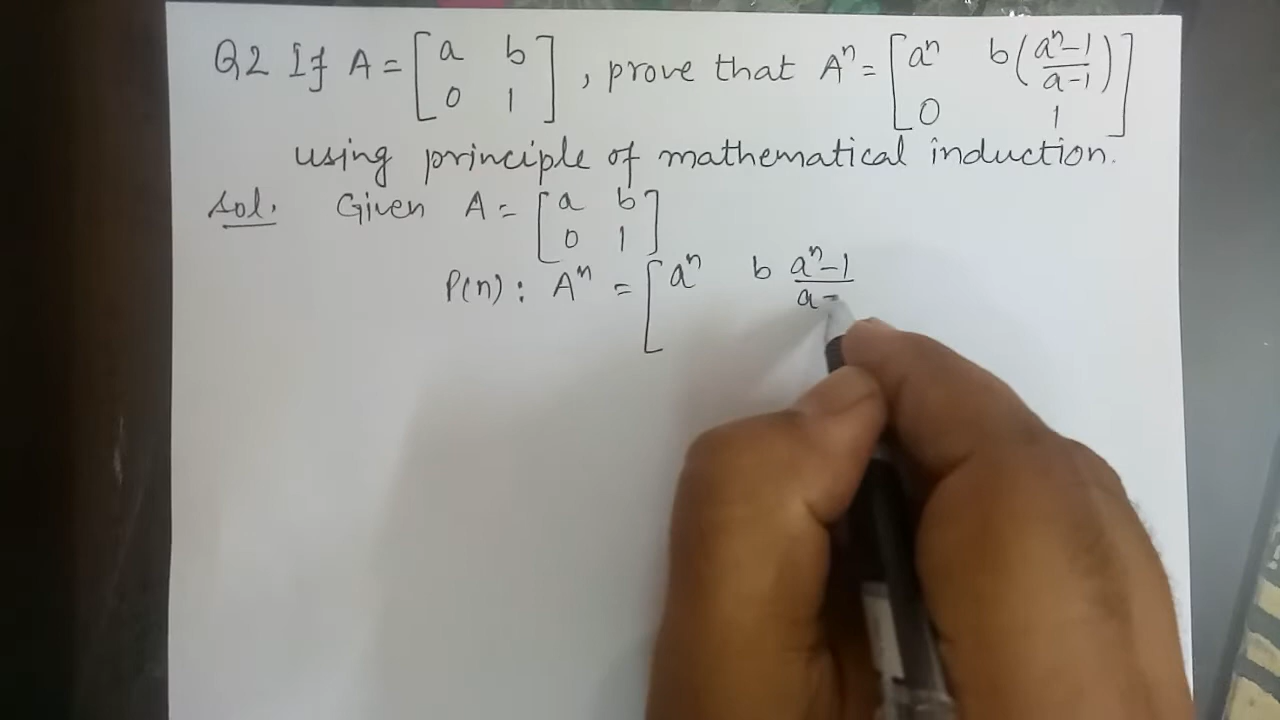 Q2 If A = [a b 0 1], prove that Aⁿ = [aⁿ b(aⁿ-1/a-1) 0 1]
using principle of mathematical induction.
Sol. Given A = [a b 0 1]
P(n): Aⁿ = [aⁿ b aⁿ-1/a-